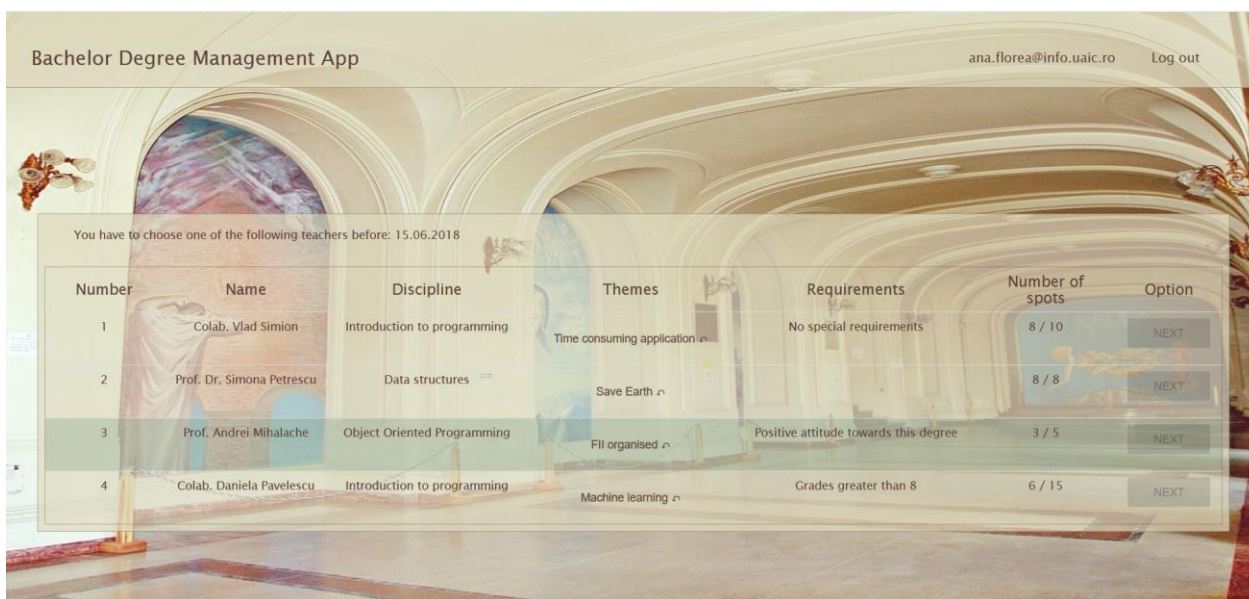 Bachelor Degree Management App ana.florea@info.uaic.ro Log out
You have to choose one of the following teachers before: 15.06.2018
Number Name Discipline Themes Requirements Number of spots Option
1 Colab. Vlad Simion Introduction to programming Time consuming application No special requirements 8 / 10 NEXT
2 Prof. Dr. Simona Petrescu Data structures Save Earth 8 / 8 NEXT
3 Prof. Andrei Mihalache Object Oriented Programming FII organised Positive attitude towards this degree 3 / 5 NEXT
4 Colab. Daniela Pavelescu Introduction to programming Machine learning Grades greater than 8 6 / 15 NEXT